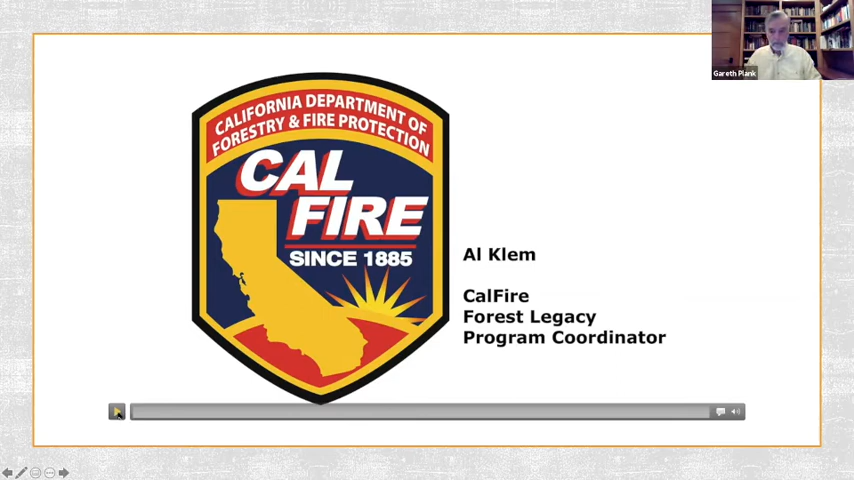 Gareth Plank
CALIFORNIA DEPARTMENT OF
FORESTRY & FIRE PROTECTION
CAL
FIRE
SINCE 1885
Al Klem
CalFire
Forest Legacy
Program Coordinator